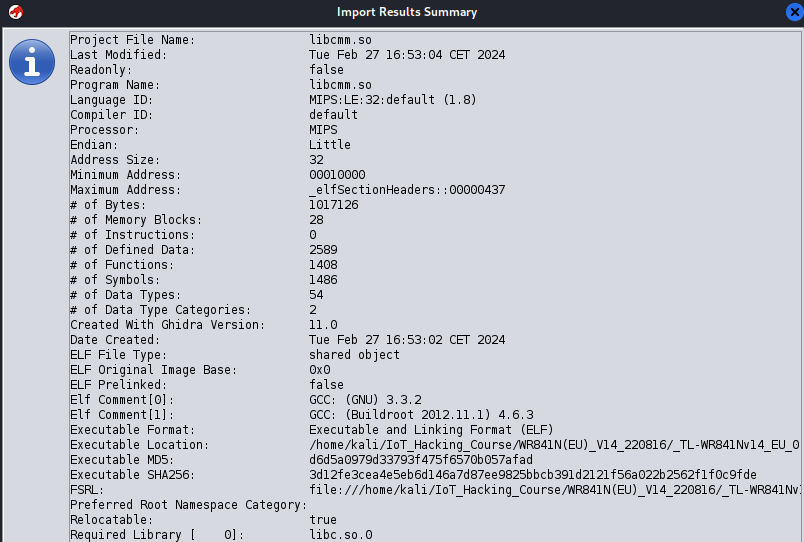 Import Results Summary
Project File Name: libcmm.so
Last Modified: Tue Feb 27 16:53:04 CET 2024
Readonly: false
Program Name: libcmm.so
Language ID: MIPS:LE:32:default (1.8)
Compiler ID: default
Processor: MIPS
Endian: Little
Address Size: 32
Minimum Address: 00010000
Maximum Address: _elfSectionHeaders::00000437
# of Bytes: 1017126
# of Memory Blocks: 28
# of Instructions: 0
# of Defined Data: 2589
# of Functions: 1408
# of Symbols: 1486
# of Data Types: 54
# of Data Type Categories: 2
Created With Ghidra Version: 11.0
Date Created: Tue Feb 27 16:53:02 CET 2024
ELF File Type: shared object
ELF Original Image Base: 0x0
ELF Prelinked: false
Elf Comment[0]: GCC: (GNU) 3.3.2
Elf Comment[1]: GCC: (Buildroot 2012.11.1) 4.6.3
Executable Format: Executable and Linking Format (ELF)
Executable Location: /home/kali/IoT_Hacking_Course/WR841N(EU)_V14_220816/_TL-WR841Nv14_EU_0
Executable MD5: d6d5a0979d33793f475f6570b057afad
Executable SHA256: 3d12fe3cea4e5eb6d146a7d87ee9825bbcb391d2121f56a022b2562f1f0c9fde
FSRL: file:///home/kali/IoT_Hacking_Course/WR841N(EU)_V14_220816/_TL-WR841Nv
Preferred Root Namespace Category:
Relocatable: true
Required Library [ 0]: libc.so.0